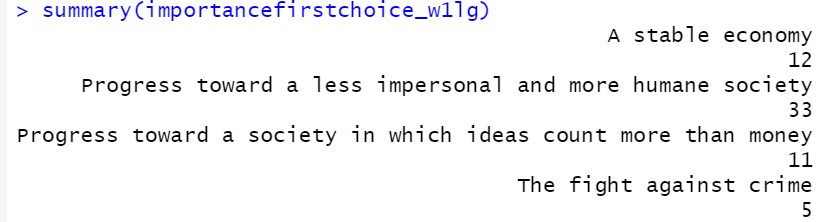 > summary(importancefirstchoice_w1lg)
A stable economy
12
Progress toward a less impersonal and more humane society
33
Progress toward a society in which ideas count more than money
11
The fight against crime
5